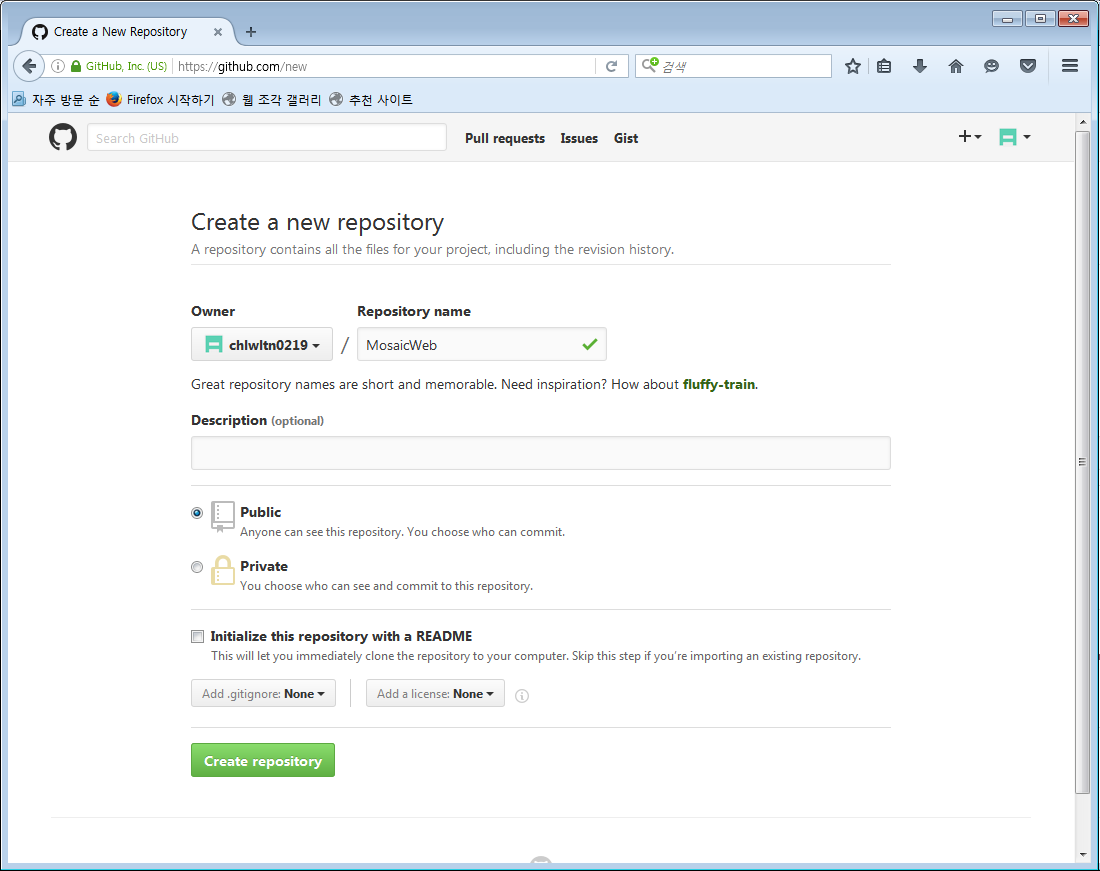 Create a New Repository
GitHub, Inc. (US) https://github.com/new 검색
자주 방문 순 Firefox 시작하기 웹 조각 갤러리 추천 사이트
Search GitHub Pull requests Issues Gist
Create a new repository
A repository contains all the files for your project, including the revision history.
Owner Repository name
chlwltn0219 / MosaicWeb
Great repository names are short and memorable. Need inspiration? How about fluffy-train.
Description (optional)
Public
Anyone can see this repository. You choose who can commit.
Private
You choose who can see and commit to this repository.
Initialize this repository with a README
This will let you immediately clone the repository to your computer. Skip this step if you're importing an existing repository.
Add .gitignore: None Add a license: None
Create repository